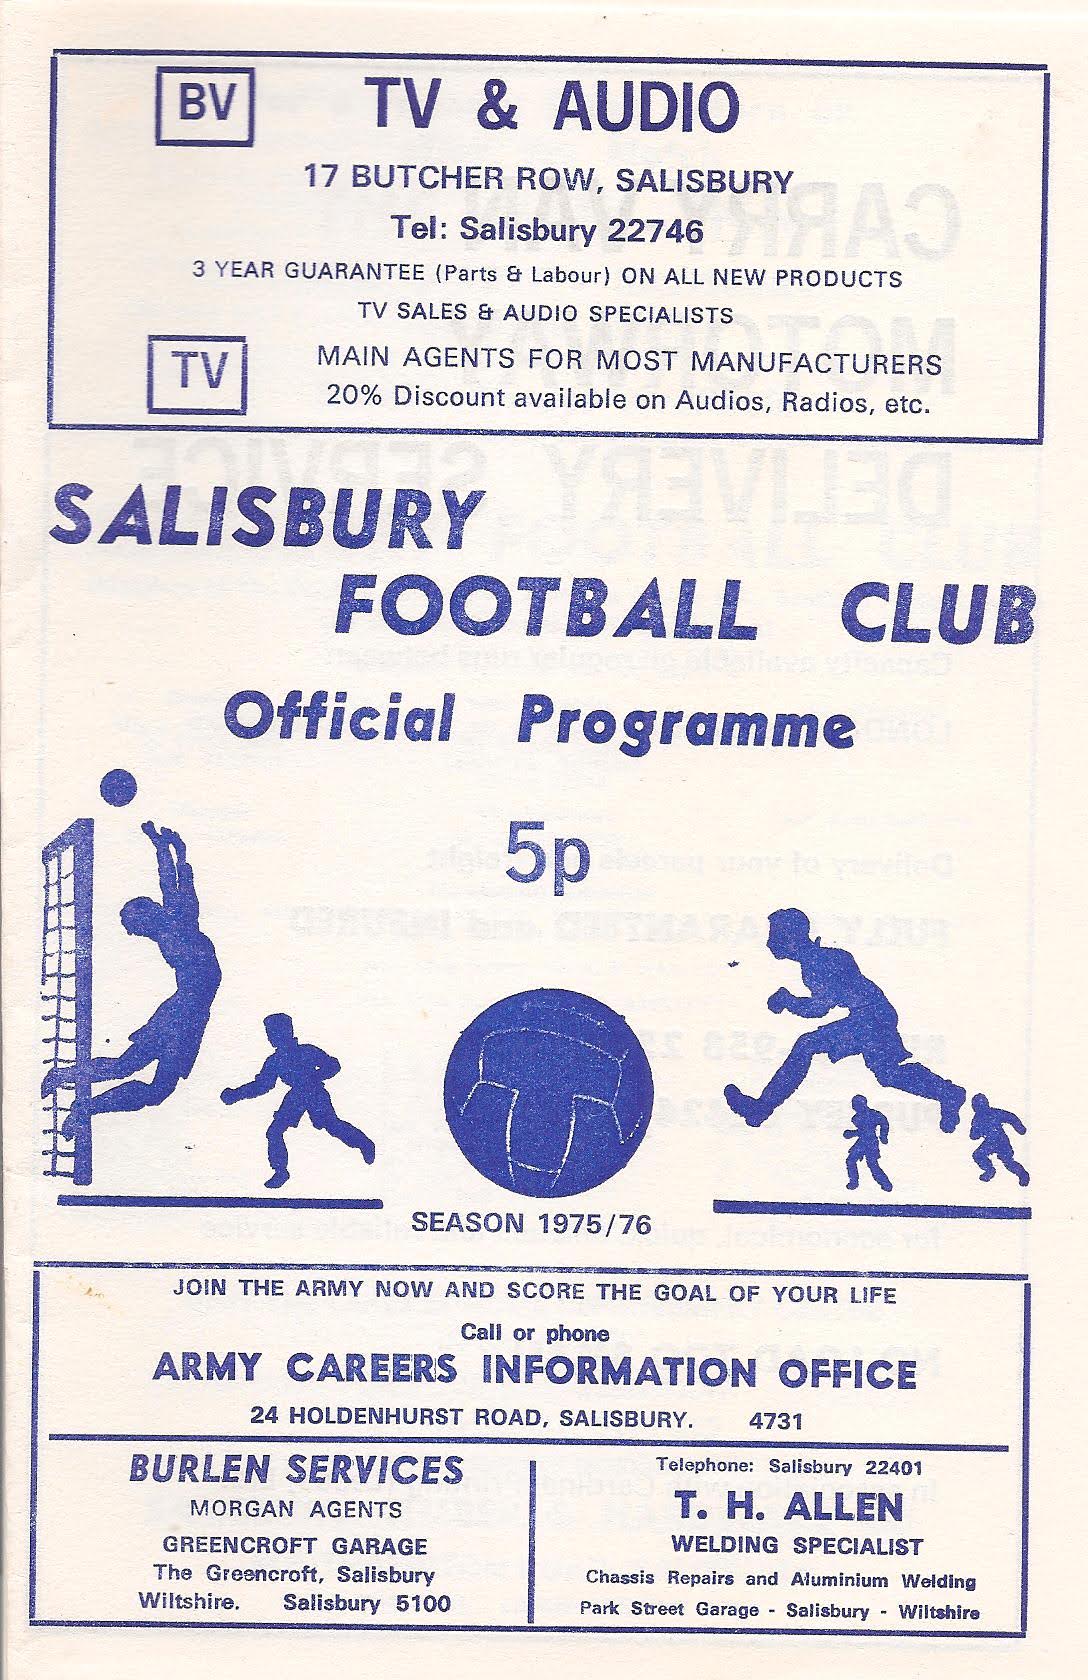 BV
TV & AUDIO
17 BUTCHER ROW, SALISBURY
Tel: Salisbury 22746
3 YEAR GUARANTEE (Parts & Labour) ON ALL NEW PRODUCTS
TV SALES & AUDIO SPECIALISTS
TV
MAIN AGENTS FOR MOST MANUFACTURERS
20% Discount available on Audios, Radios, etc.
SALISBURY
FOOTBALL CLUB
Official Programme
5p
SEASON 1975/76
JOIN THE ARMY NOW AND SCORE THE GOAL OF YOUR LIFE
Call or phone
ARMY CAREERS INFORMATION OFFICE
24 HOLDENHURST ROAD, SALISBURY. 4731
BURLEN SERVICES
MORGAN AGENTS
GREENCROFT GARAGE
The Greencroft, Salisbury
Wiltshire. Salisbury 5100
Telephone: Salisbury 22401
T. H. ALLEN
WELDING SPECIALIST
Chassis Repairs and Aluminium Welding
Park Street Garage - Salisbury - Wiltshire